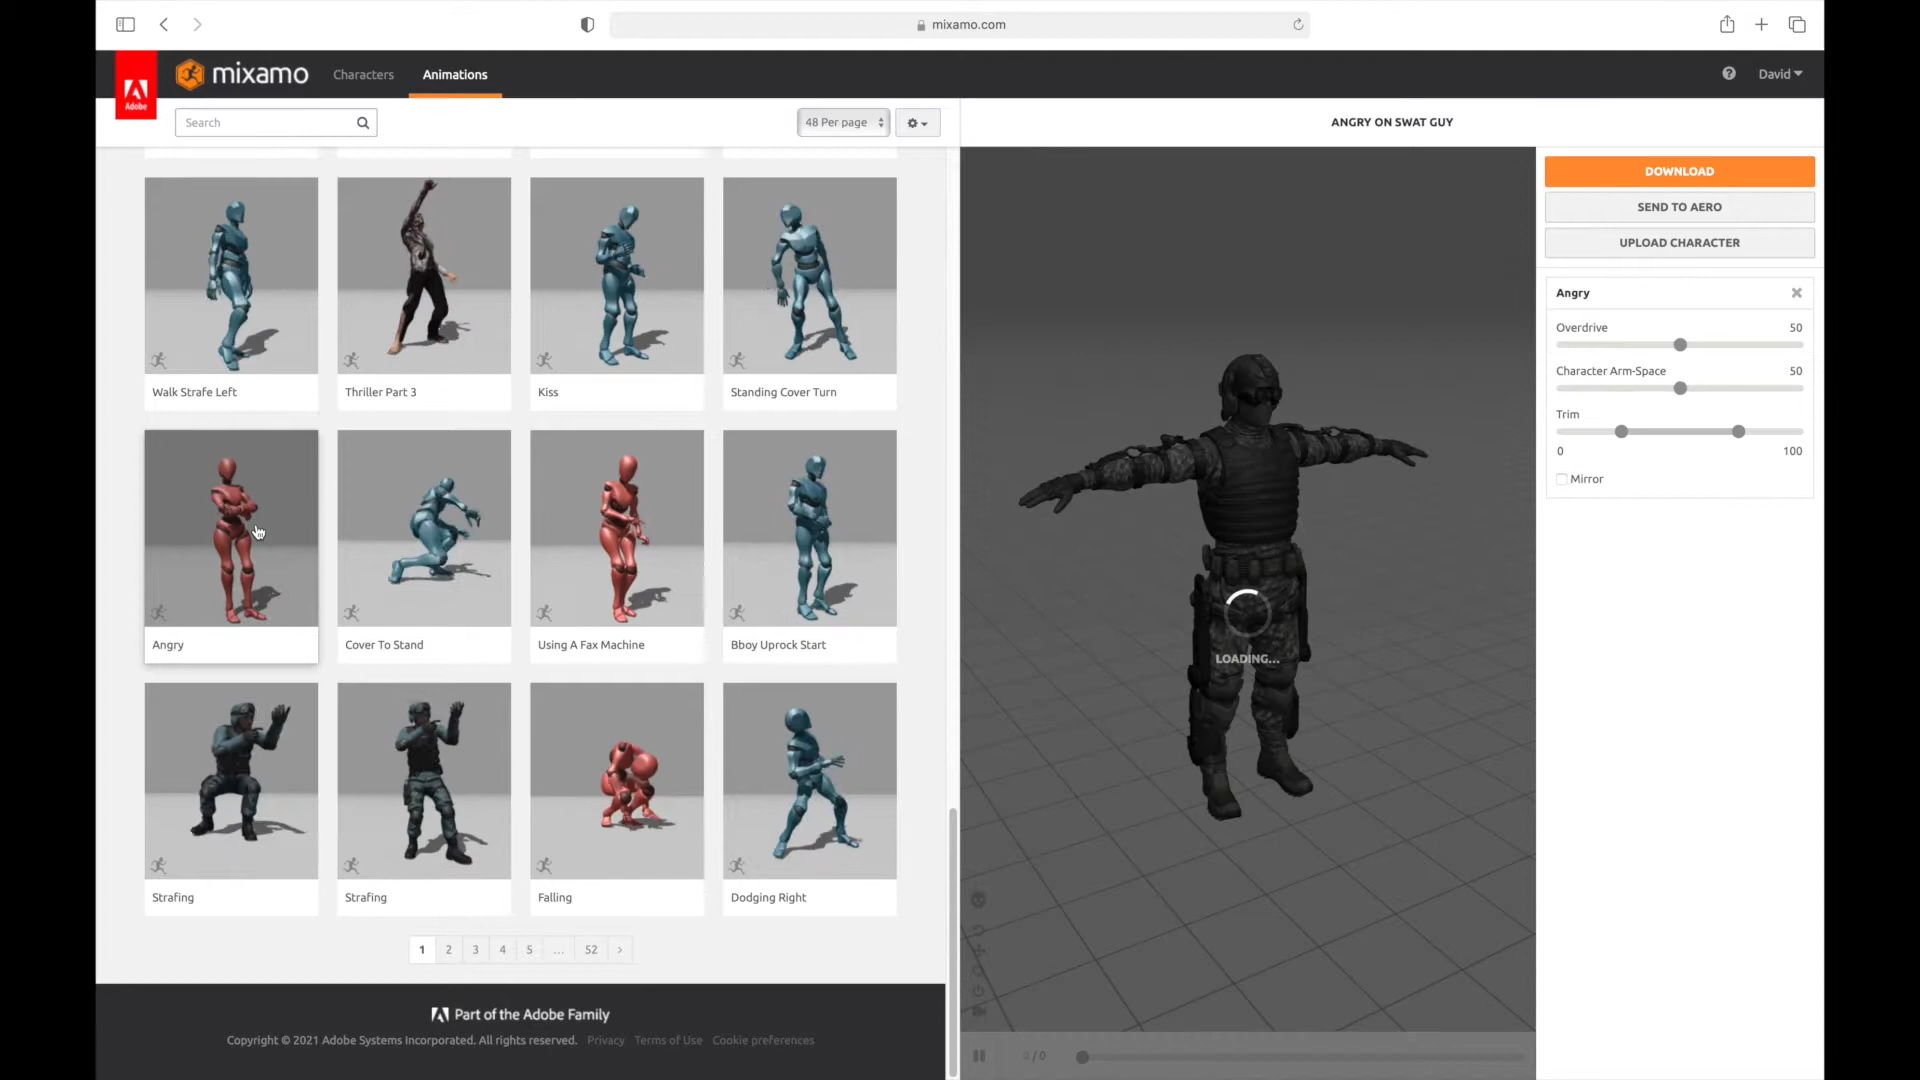 mixamo.com
Adobe
mixamo
Characters
Animations
David
Search
48 Per page
ANGRY ON SWAT GUY
DOWNLOAD
SEND TO AERO
UPLOAD CHARACTER
Angry
Overdrive 50
Character Arm-Space 50
Trim
0 100
Mirror
Walk Strafe Left
Thriller Part 3
Kiss
Standing Cover Turn
Angry
Cover To Stand
Using A Fax Machine
Bboy Uprock Start
LOADING...
Strafing
Strafing
Falling
Dodging Right
1 2 3 4 5 ... 52 >
Part of the Adobe Family
Copyright © 2021 Adobe Systems Incorporated. All rights reserved. Privacy Terms of Use Cookie preferences
0 / 0